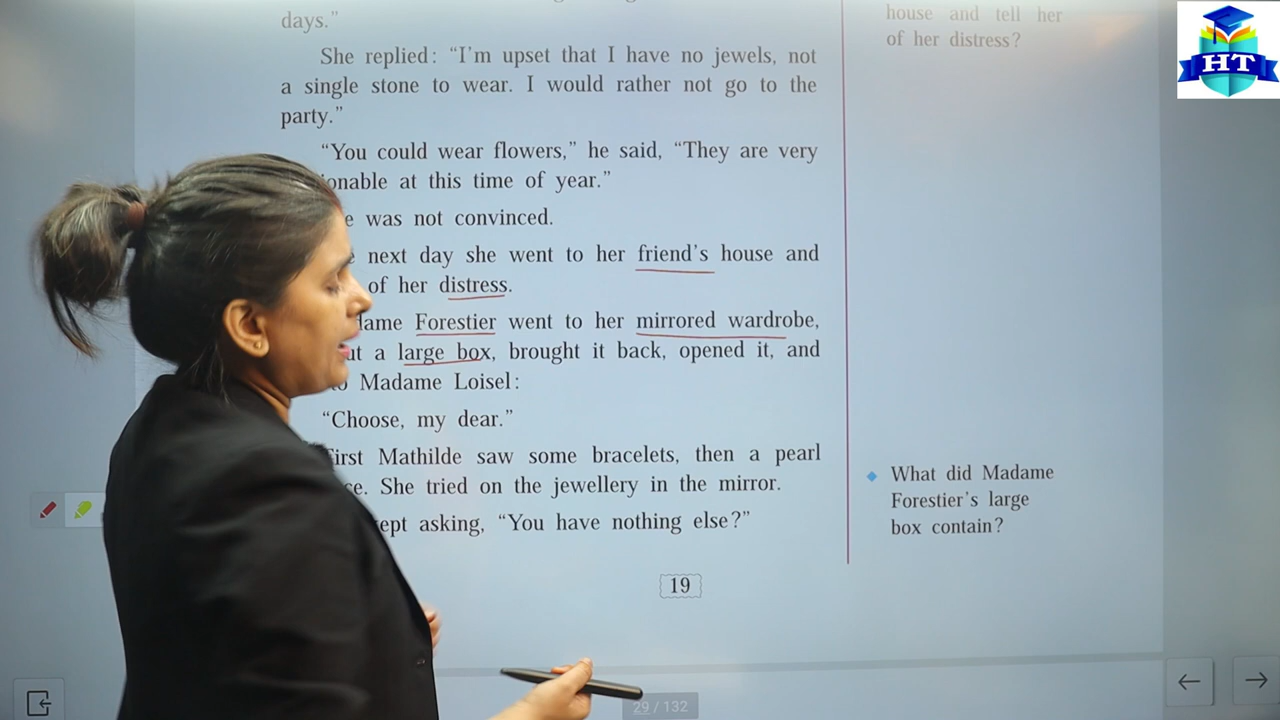 days.”
She replied: “I’m upset that I have no jewels, not
a single stone to wear. I would rather not go to the
party.”
“You could wear flowers,” he said, “They are very
ionable at this time of year.”
e was not convinced.
next day she went to her friend’s house and
of her distress.
dame Forestier went to her mirrored wardrobe,
ut a large box, brought it back, opened it, and
to Madame Loisel:
“Choose, my dear.”
First Mathilde saw some bracelets, then a pearl
ce. She tried on the jewellery in the mirror.
ept asking, “You have nothing else?”
19
house and tell her
of her distress?
What did Madame
Forestier’s large
box contain?
HT
29 / 132